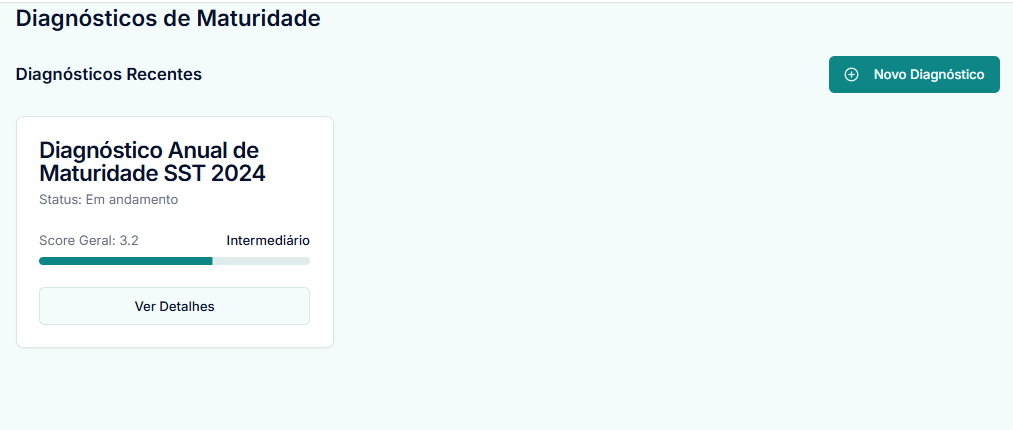 Diagnósticos de Maturidade
Diagnósticos Recentes
Novo Diagnóstico
Diagnóstico Anual de
Maturidade SST 2024
Status: Em andamento
Score Geral: 3.2
Intermediário
Ver Detalhes